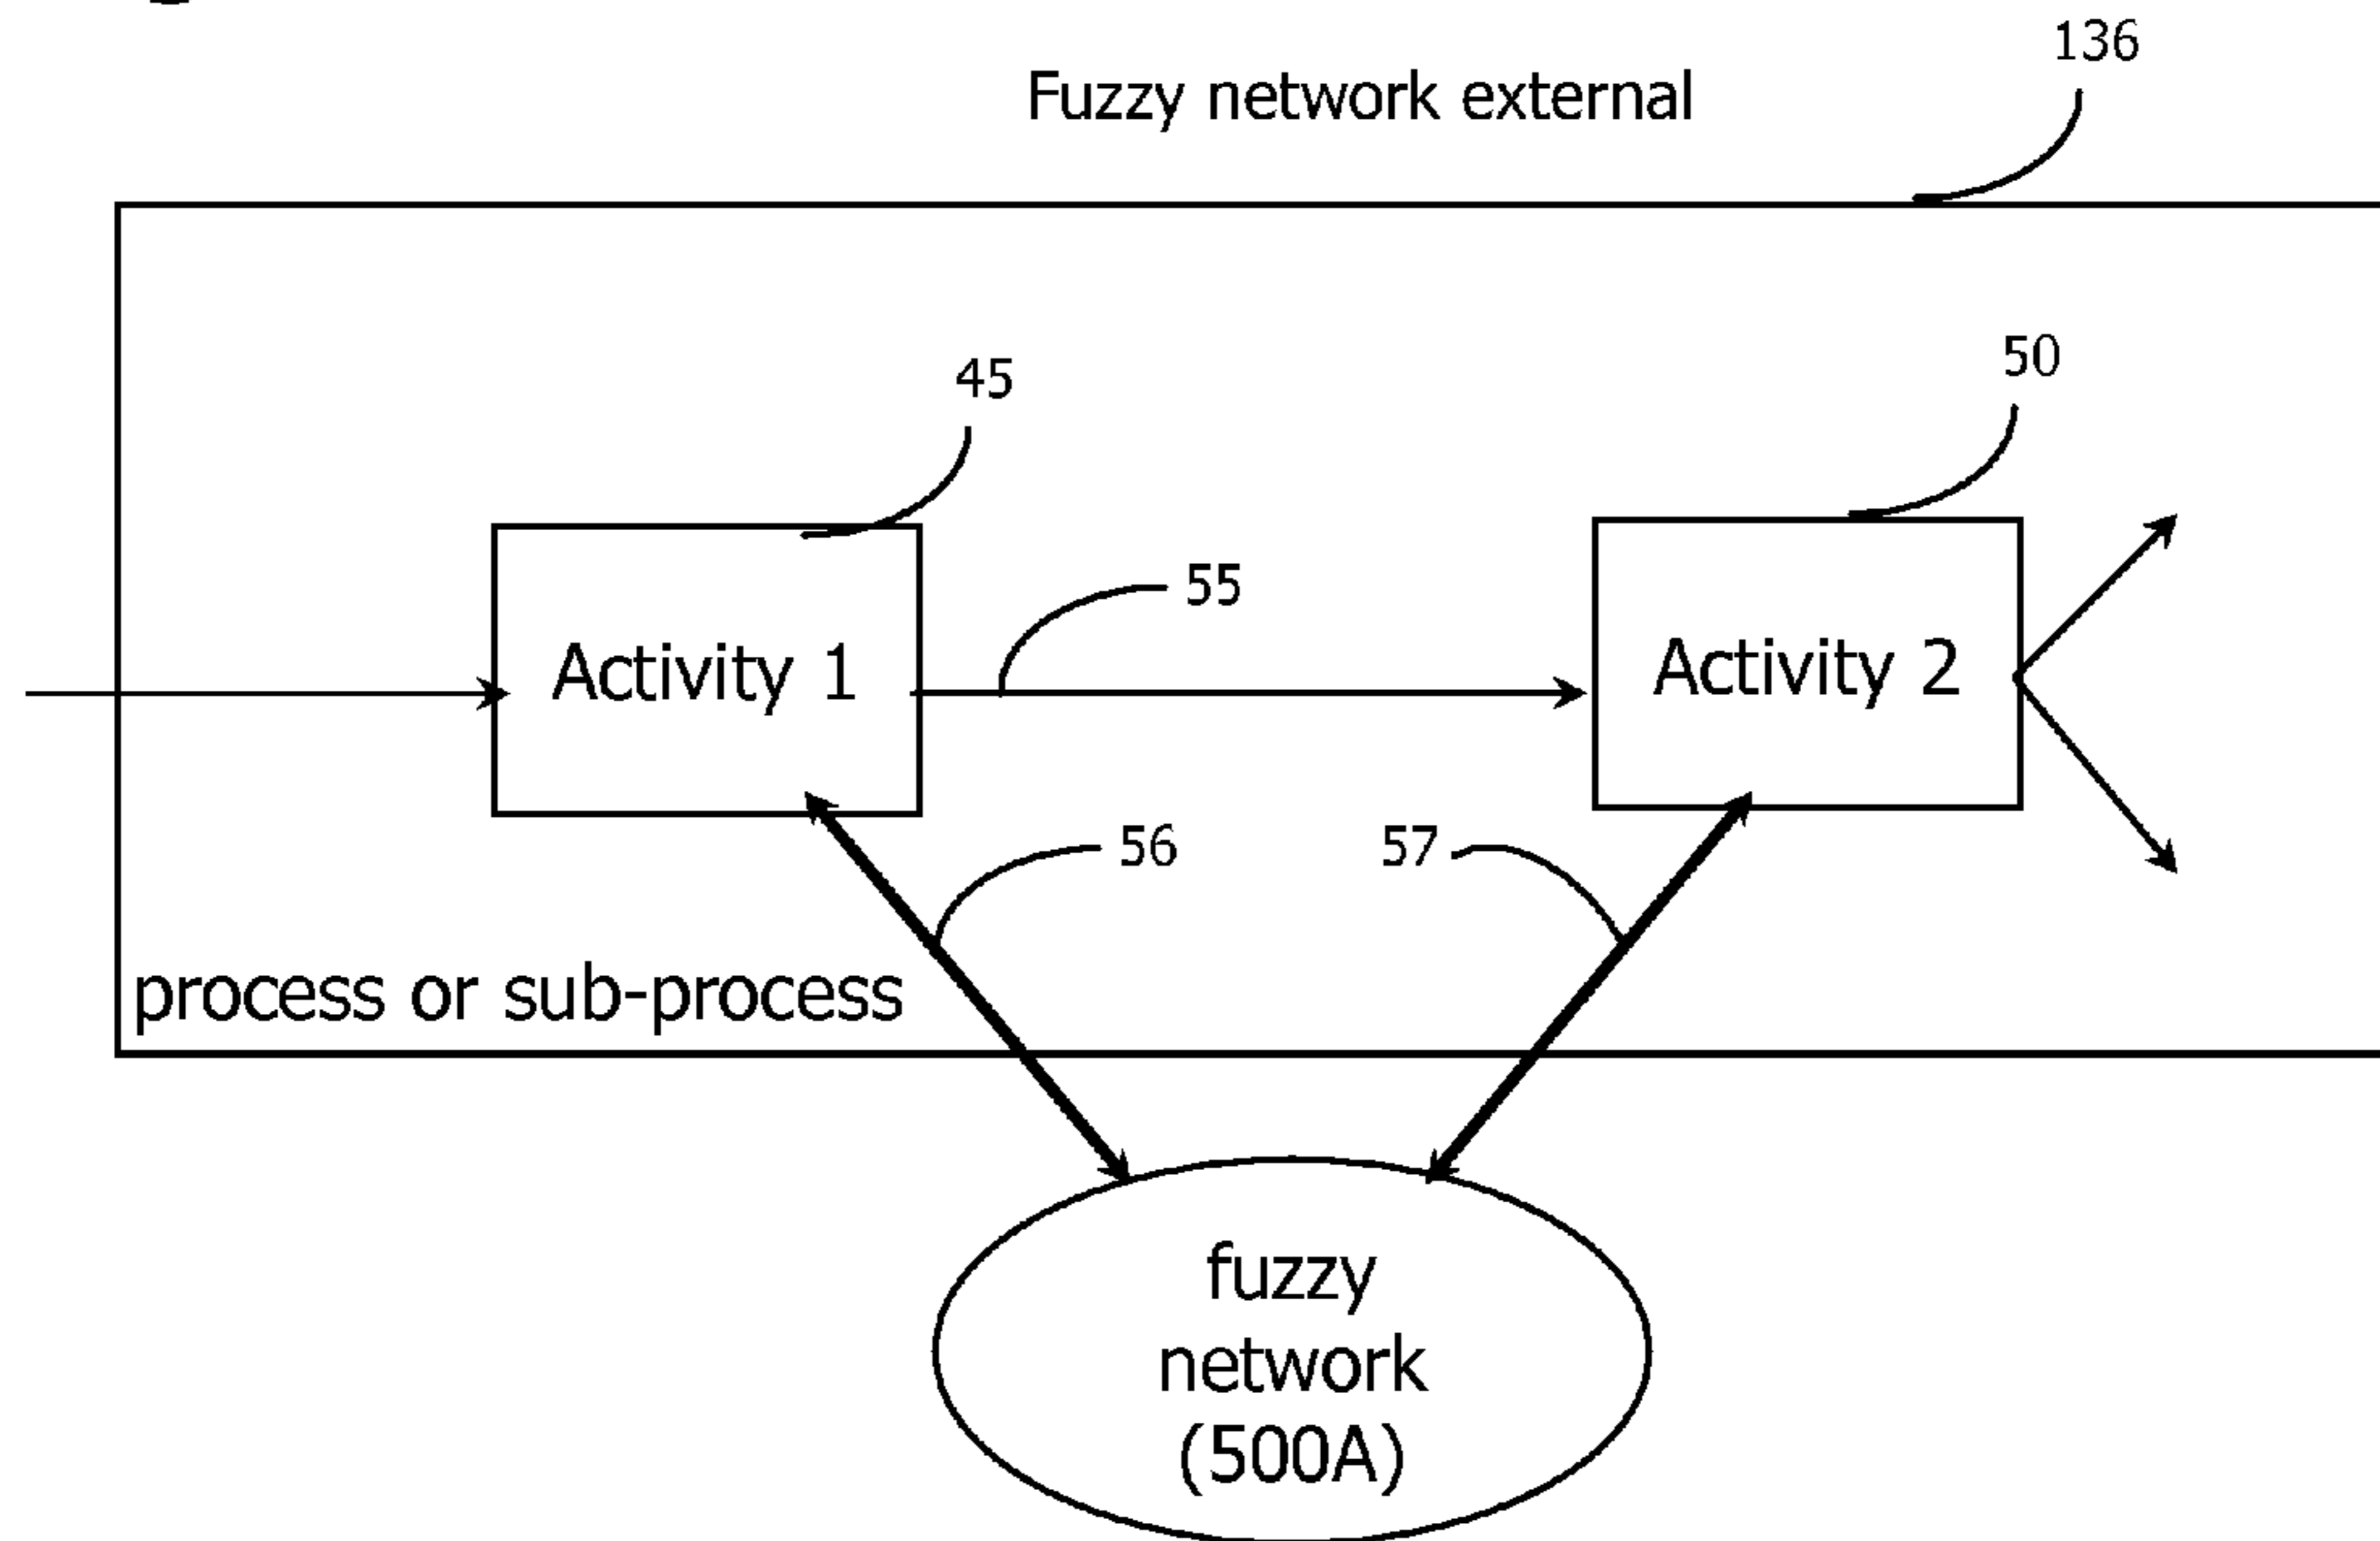 136
Fuzzy network external
50
45
55
Activity 1
Activity 2
56
57
process or sub-process
fuzzy
network
(500A)